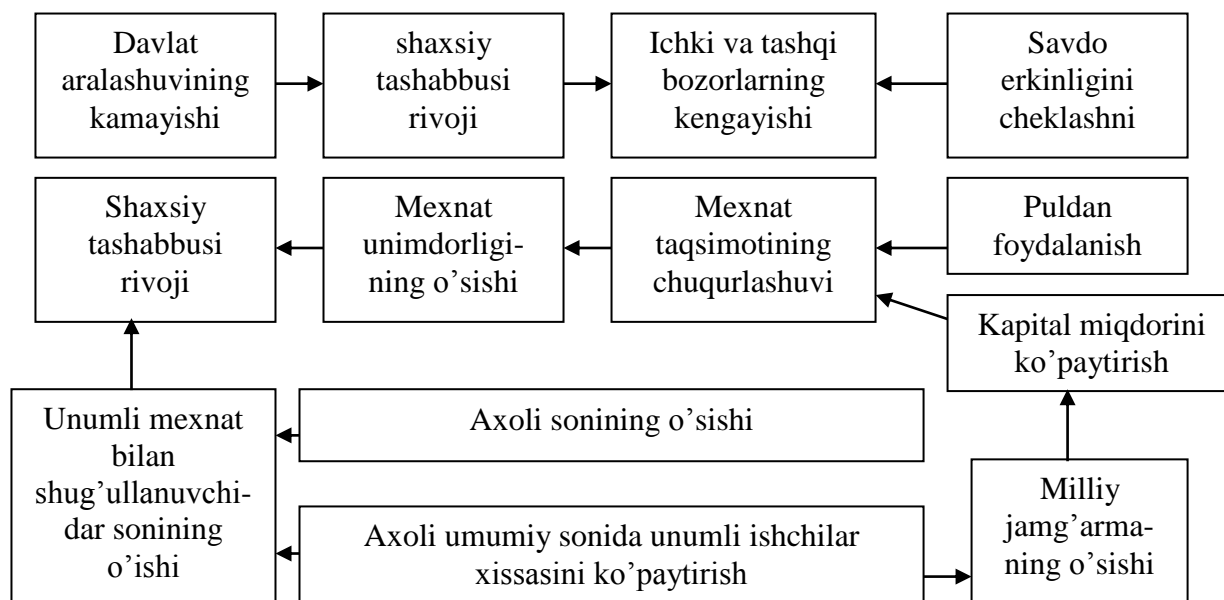 Davlat
aralashuvining
kamayishi
shaxsiy
tashabbusi
rivoji
Ichki va tashqi
bozorlarning
kengayishi
Savdo
erkinligini
cheklashni
Shaxsiy
tashabbusi
rivoji
Mexnat
unimdorligi-
ning o’sishi
Mexnat
taqsimotining
chuqurlashuvi
Puldan
foydalanish
Kapital miqdorini
ko’paytirish
Unumli mexnat
bilan
shug’ullanuvchi-
dar sonining
o’ishi
Axoli sonining o’sishi
Axoli umumiy sonida unumli ishchilar
xissasini ko’paytirish
Milliy
jamg’arma-
ning o’sishi